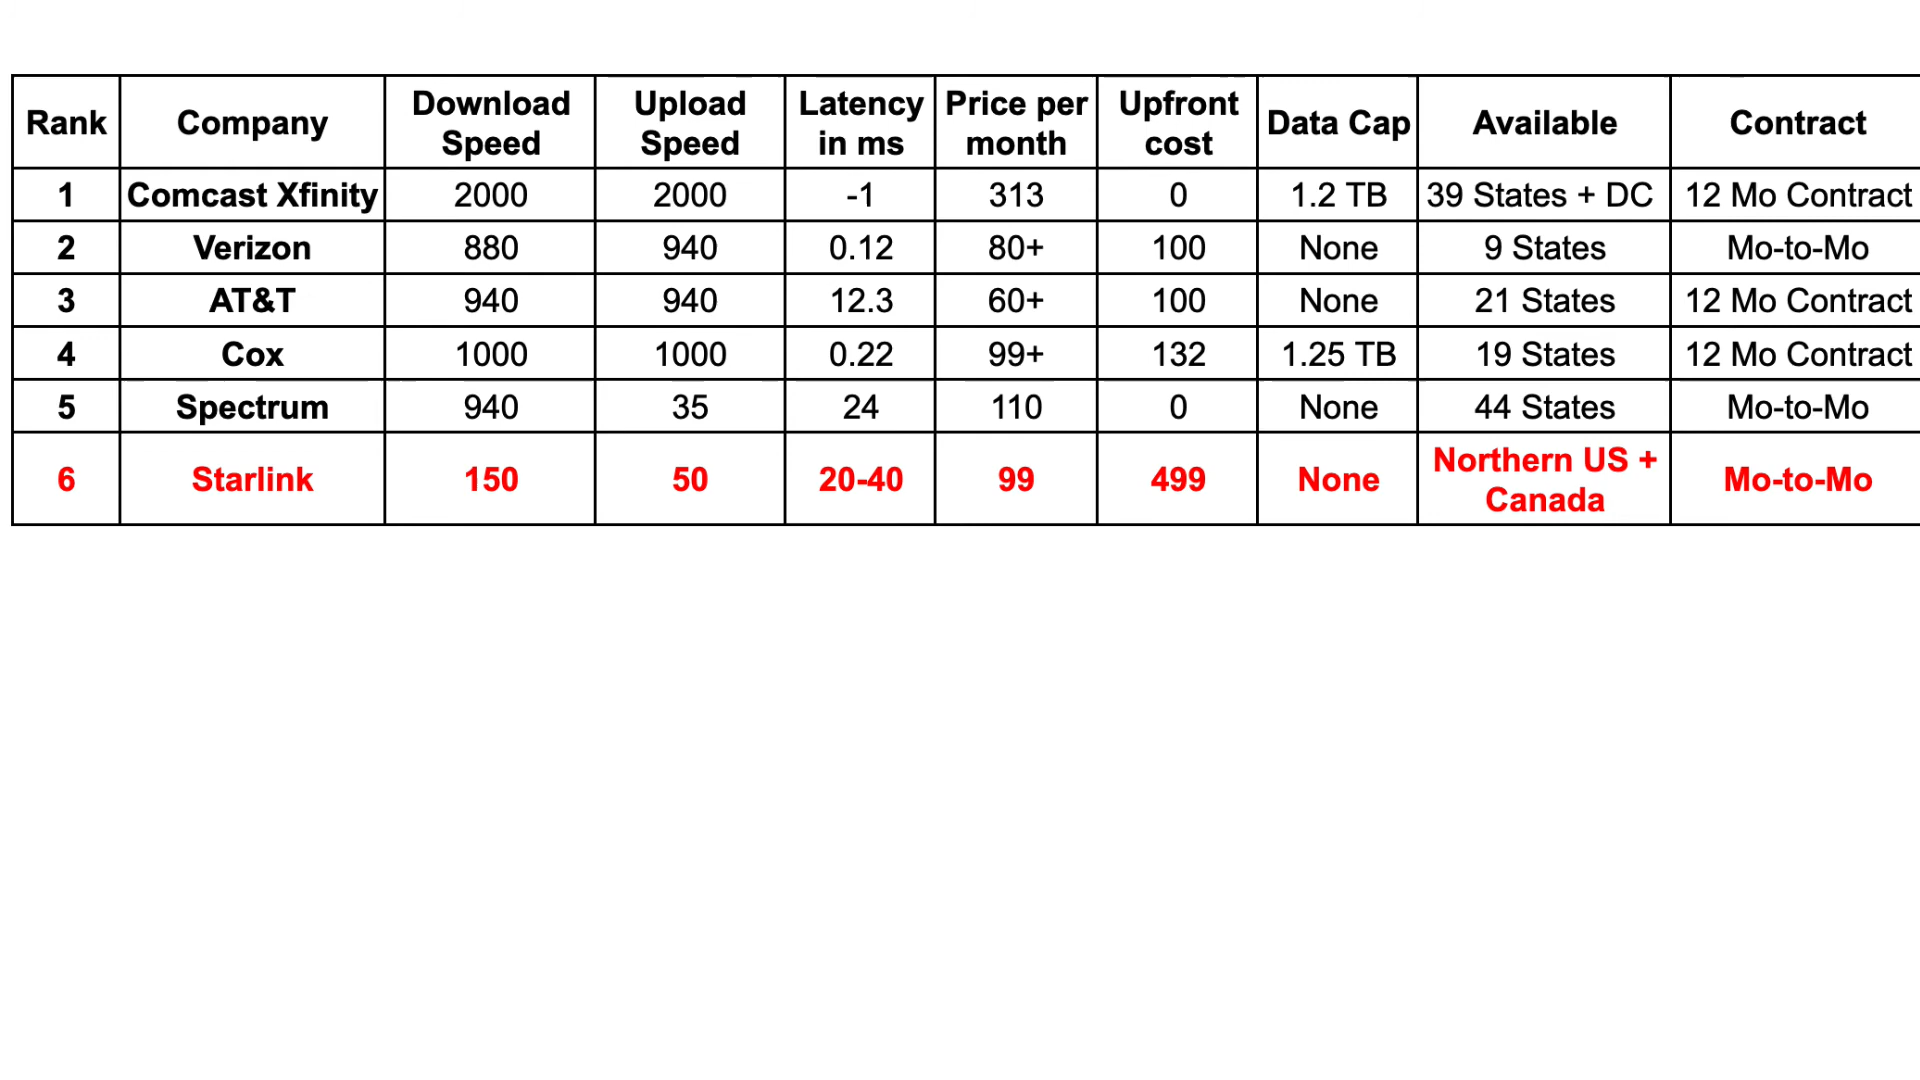 Rank Company Download Speed Upload Speed Latency in ms Price per month Upfront cost Data Cap Available Contract
1 Comcast Xfinity 2000 2000 -1 313 0 1.2 TB 39 States + DC 12 Mo Contract
2 Verizon 880 940 0.12 80+ 100 None 9 States Mo-to-Mo
3 AT&T 940 940 12.3 60+ 100 None 21 States 12 Mo Contract
4 Cox 1000 1000 0.22 99+ 132 1.25 TB 19 States 12 Mo Contract
5 Spectrum 940 35 24 110 0 None 44 States Mo-to-Mo
6 Starlink 150 50 20-40 99 499 None Northern US + Canada Mo-to-Mo